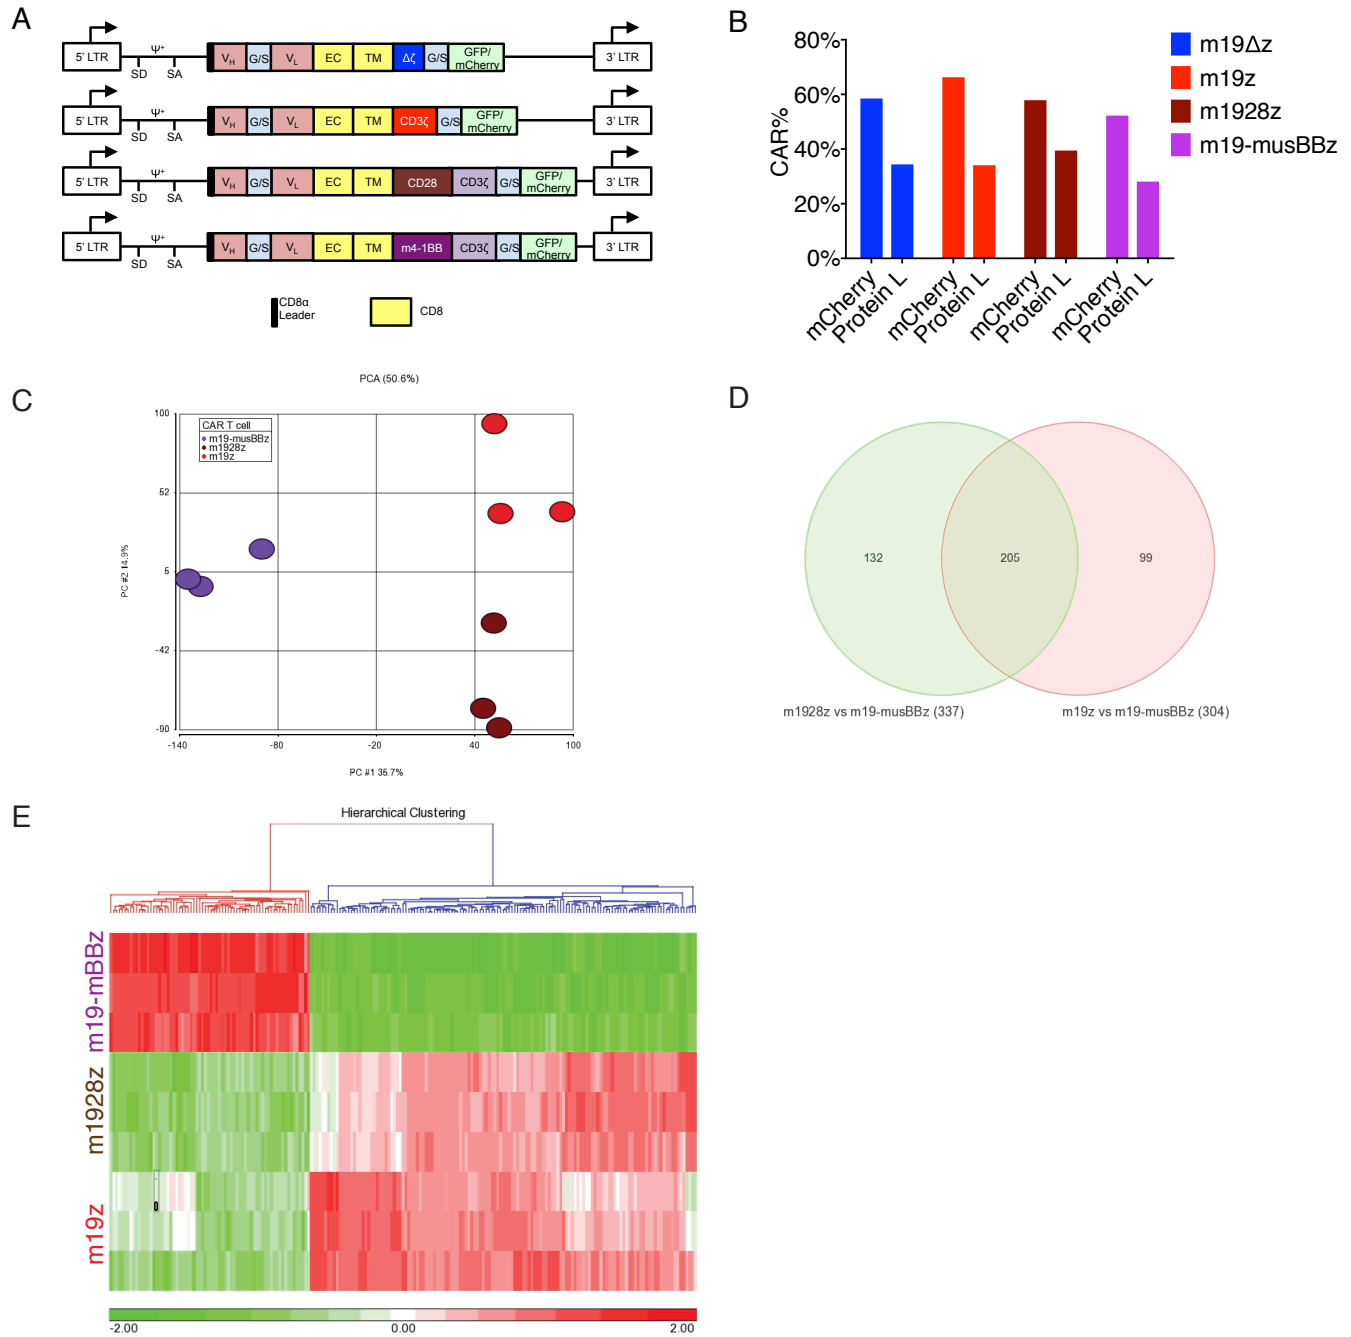 A
5' LTR
Ψ+
SD
SA
VH
G/S
VL
EC
TM
Δζ
G/S
GFP/
mCherry
3' LTR
5' LTR
Ψ+
SD
SA
VH
G/S
VL
EC
TM
CD3ζ
G/S
GFP/
mCherry
3' LTR
5' LTR
Ψ+
SD
SA
VH
G/S
VL
EC
TM
CD28
CD3ζ
G/S
GFP/
mCherry
3' LTR
5' LTR
Ψ+
SD
SA
VH
G/S
VL
EC
TM
m4-1BB
CD3ζ
G/S
GFP/
mCherry
3' LTR
CD8α
Leader
CD8
B
80%
60%
40%
20%
0%
CAR%
mCherry
Protein L
mCherry
Protein L
mCherry
Protein L
mCherry
Protein L
m19Δz
m19z
m1928z
m19-musBBz
C
PCA (50.6%)
CAR T cell
m19-musBBz
m1928z
m19z
100
52
5
-42
-90
PC #2 14.9%
-140
-80
-20
40
100
PC #1 35.7%
D
132
205
99
m1928z vs m19-musBBz (337)
m19z vs m19-musBBz (304)
E
Hierarchical Clustering
m19-mBBz
m1928z
m19z
-2.00
0.00
2.00